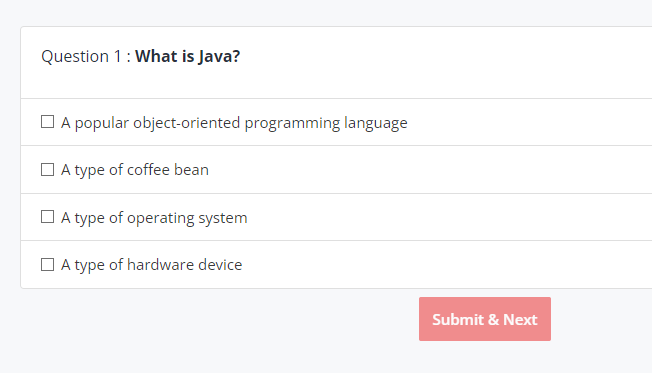 Question 1 : What is Java?
A popular object-oriented programming language
A type of coffee bean
A type of operating system
A type of hardware device
Submit & Next